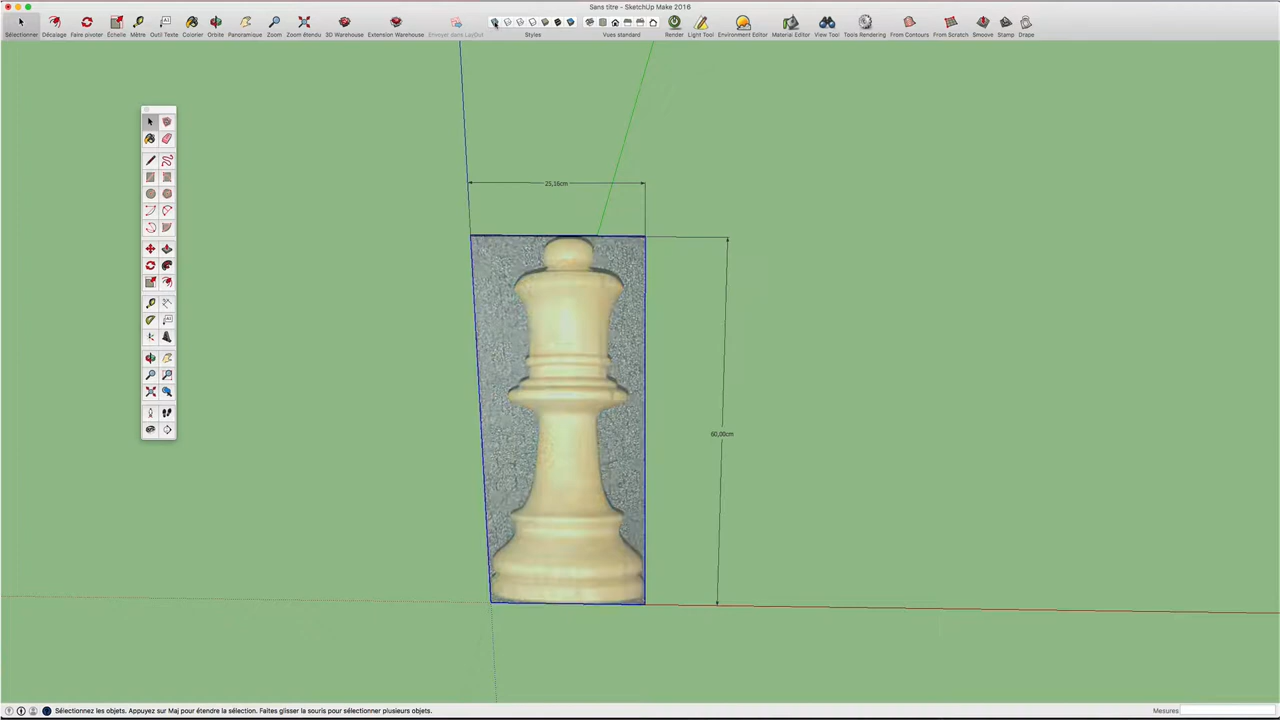 Sans titre - SketchUp Make 2016
Sélectionner Décalage Faire pivoter Échelle Mètre Outil Texte Colorier Orbite Panoramique Zoom Zoom étendu 3D Warehouse Extension Warehouse Envoyer dans LayOut Styles Vues standard Render Light Tool Environment Editor Material Editor View Tool Tools Rendering From Contours From Scratch Smoove Stamp Drape
25,16cm
60,00cm
Sélectionnez les objets. Appuyez sur Maj pour étendre la sélection. Faites glisser la souris pour sélectionner plusieurs objets.
Mesures